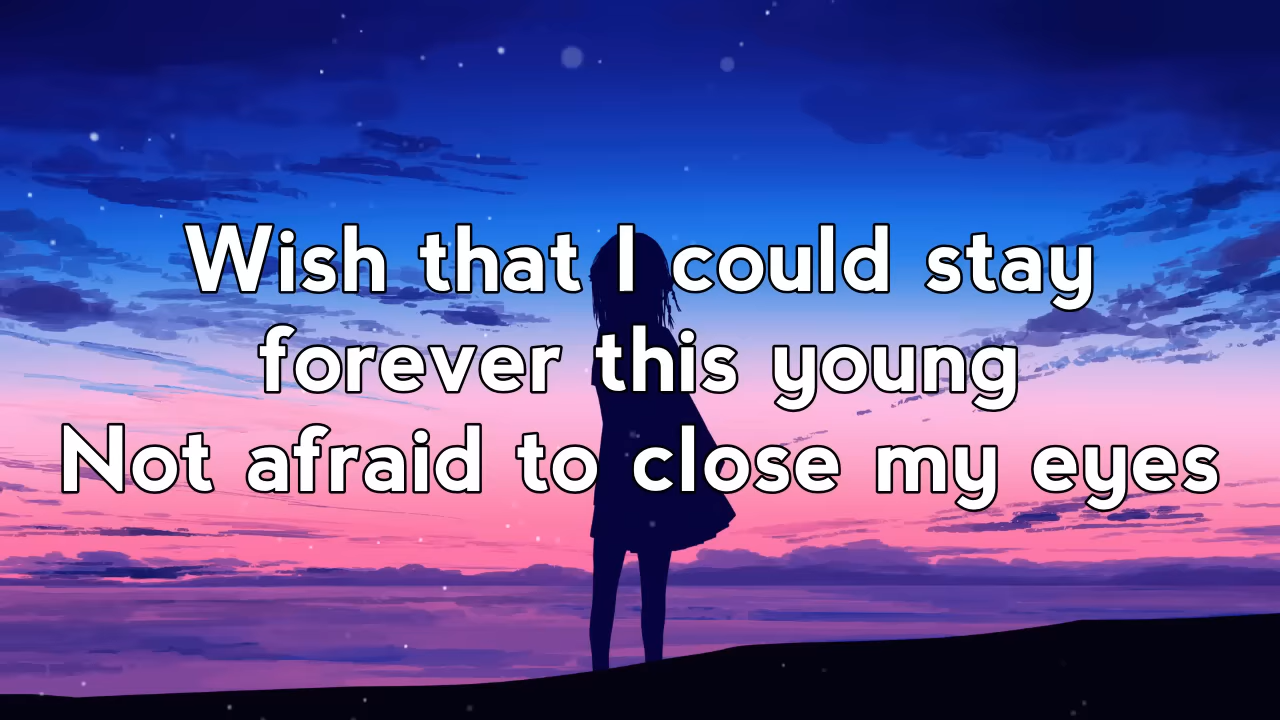 Wish that I could stay
forever this young
Not afraid to close my eyes